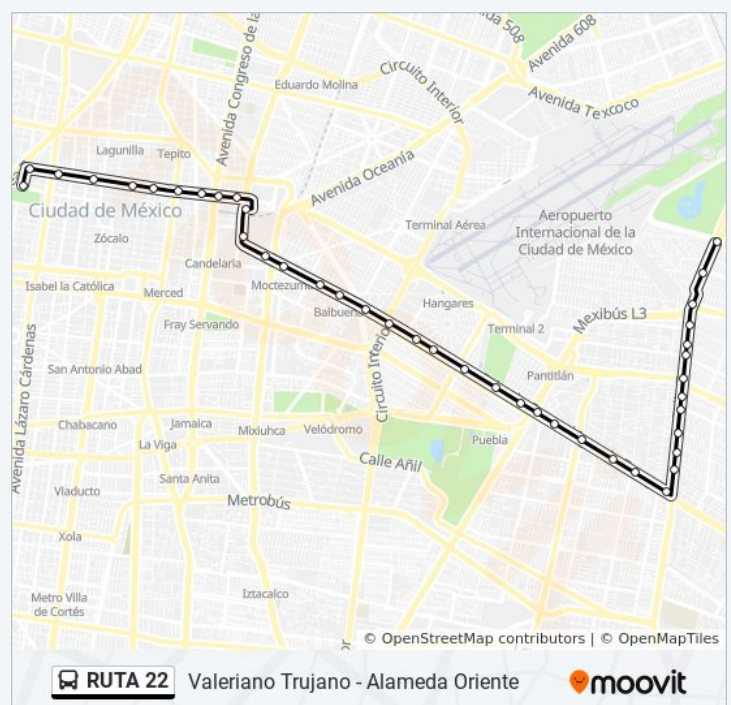 Avenida 608
Avenida Congreso de la
Circuito Interior
Eduardo Molina
Avenida Texcoco
Lagunilla
Tepito
Avenida Oceanía
Ciudad de México
Zócalo
Terminal Aérea
Aeropuerto
Internacional de la
Ciudad de México
Candelaria
Isabel la Católica
Merced
Moctezuma
Hangares
Balbuena
Mexibús L3
Fray Servando
Terminal 2
Circuito Interior
Avenida Lázaro Cárdenas
San Antonio Abad
Pantitlán
Chabacano
Jamaica
Mixiuhca
Velódromo
La Viga
Puebla
Calle Añil
Santa Anita
Viaducto
Metrobús
Xola
Iztacalco
Metro Villa
de Cortés
© OpenStreetMap contributors | © OpenMapTiles
RUTA 22 Valeriano Trujano - Alameda Oriente
moovit